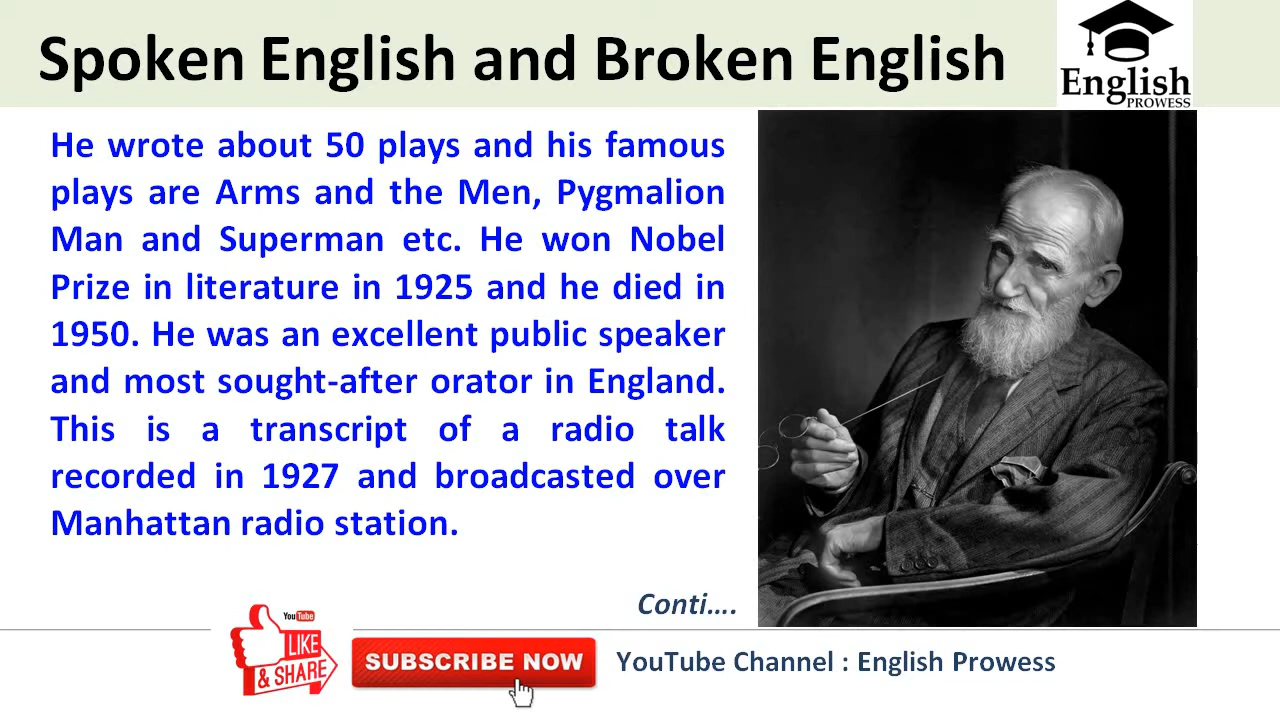 Spoken English and Broken English
English
PROWESS
He wrote about 50 plays and his famous
plays are Arms and the Men, Pygmalion
Man and Superman etc. He won Nobel
Prize in literature in 1925 and he died in
1950. He was an excellent public speaker
and most sought-after orator in England.
This is a transcript of a radio talk
recorded in 1927 and broadcasted over
Manhattan radio station.
Conti....
YouTube
LIKE
& SHARE
SUBSCRIBE NOW
YouTube Channel : English Prowess